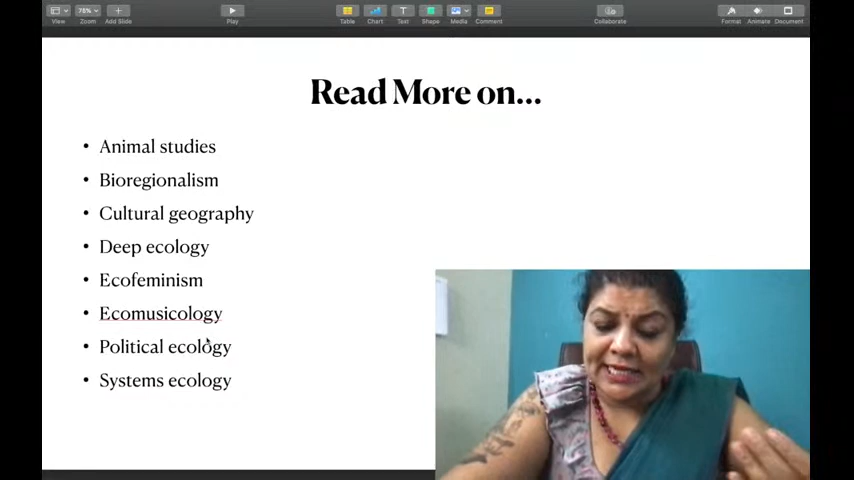 View
78%
Zoom
Add Slide
Play
Table
Chart
Text
Shape
Media
Comment
Collaborate
Format
Animate
Document
Read More on...
• Animal studies
• Bioregionalism
• Cultural geography
• Deep ecology
• Ecofeminism
• Ecomusicology
• Political ecology
• Systems ecology